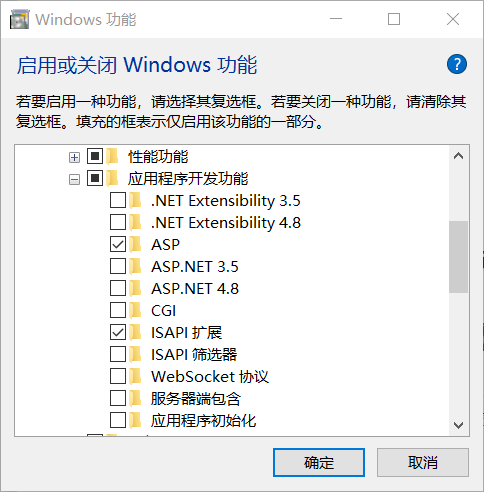 Windows 功能
启用或关闭 Windows 功能
?
若要启用一种功能，请选择其复选框。若要关闭一种功能，请清除其
复选框。填充的框表示仅启用该功能的一部分。
性能功能
应用程序开发功能
.NET Extensibility 3.5
.NET Extensibility 4.8
ASP
ASP.NET 3.5
ASP.NET 4.8
CGI
ISAPI 扩展
ISAPI 筛选器
WebSocket 协议
服务器端包含
应用程序初始化
确定
取消